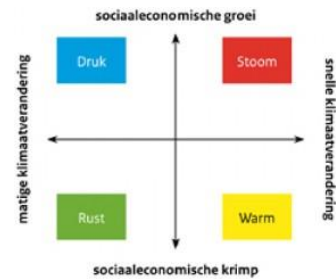 sociaaleconomische groei
Druk
Stoom
matige klimaatverandering
snelle klimaatverandering
Rust
Warm
sociaaleconomische krimp